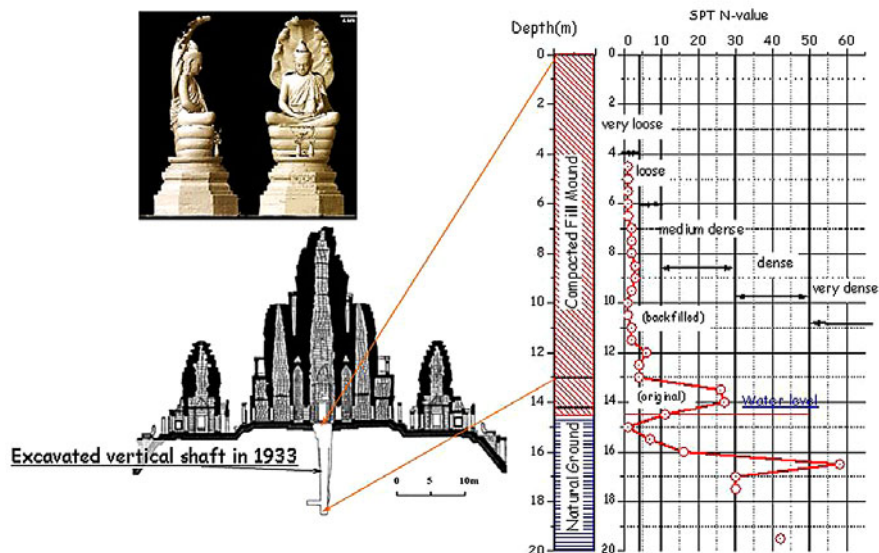 SPT N-value
Depth(m)
0 10 20 30 40 50 60
0
2
4
6
8
10
12
14
16
18
20
Compacted Fill Mound
Natural Ground
very loose
loose
medium dense
dense
very dense
(backfilled)
(original)
Water level
Excavated vertical shaft in 1933
0 5 10m